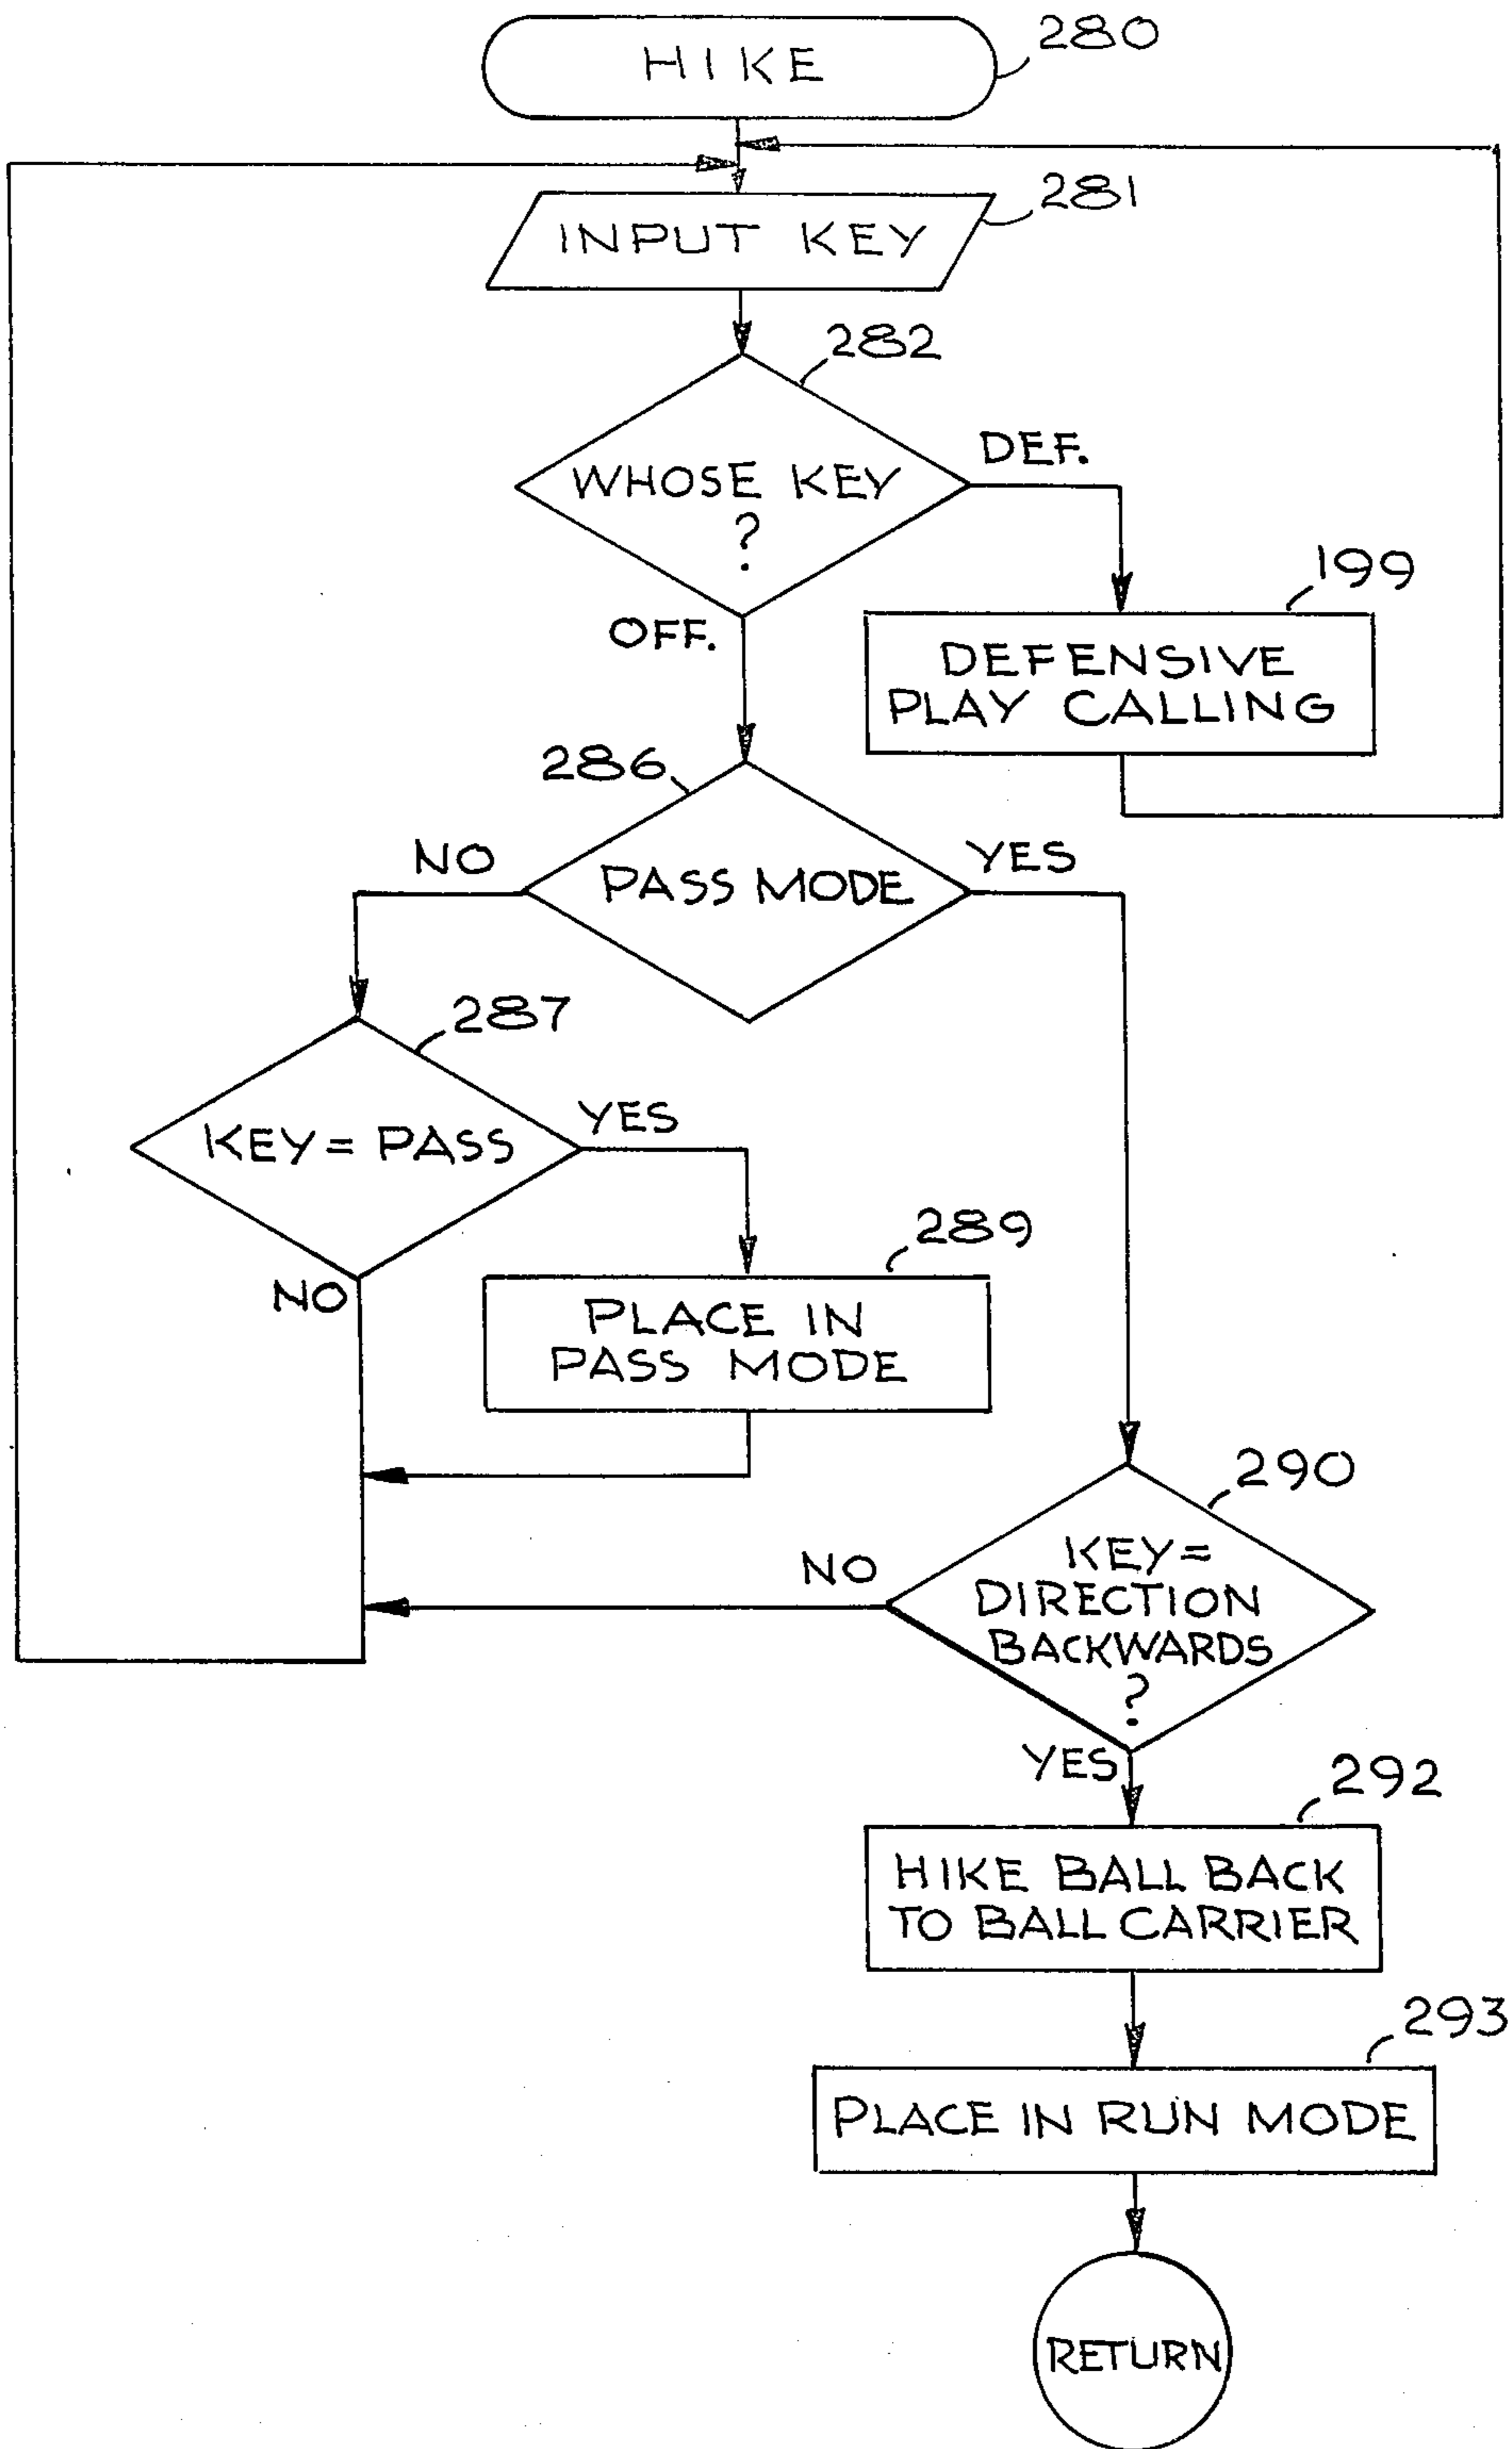 HIKE
280
INPUT KEY
281
282
WHOSE KEY
?
DEF.
OFF.
199
DEFENSIVE
PLAY CALLING
286
NO
PASS MODE
YES
287
KEY = PASS
YES
NO
289
PLACE IN
PASS MODE
290
KEY =
DIRECTION
BACKWARDS
?
NO
YES
292
HIKE BALL BACK
TO BALL CARRIER
293
PLACE IN RUN MODE
RETURN